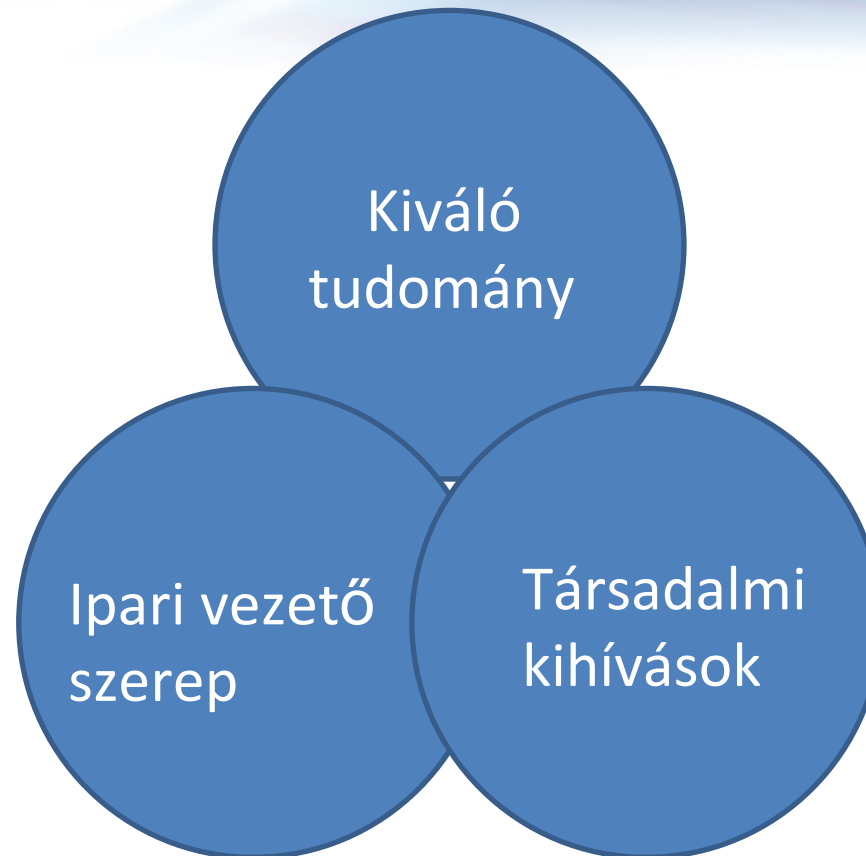 Kiváló
tudomány
Ipari vezető
szerep
Társadalmi
kihívások